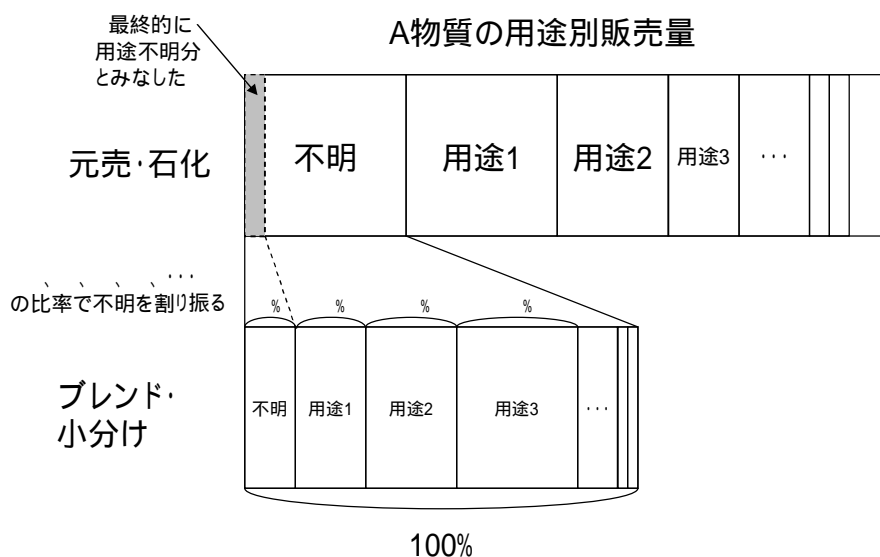 最終的に
用途不明分
とみなした
A物質の用途別販売量
元売・石化
不明
用途1
用途2
用途3
・・・
、 、 、 、・・・
の比率で不明を割り振る
% % % %
ブレンド・
小分け
不明
用途1
用途2
用途3
・・・
100%